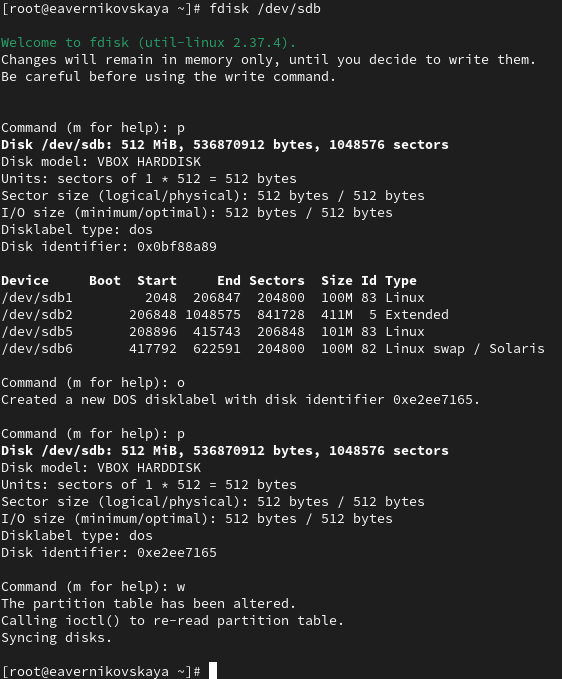 [root@eavernikovskaya ~]# fdisk /dev/sdb
Welcome to fdisk (util-linux 2.37.4).
Changes will remain in memory only, until you decide to write them.
Be careful before using the write command.
Command (m for help): p
Disk /dev/sdb: 512 MiB, 536870912 bytes, 1048576 sectors
Disk model: VBOX HARDDISK
Units: sectors of 1 * 512 = 512 bytes
Sector size (logical/physical): 512 bytes / 512 bytes
I/O size (minimum/optimal): 512 bytes / 512 bytes
Disklabel type: dos
Disk identifier: 0x0bf88a89
Device     Boot  Start     End Sectors  Size Id Type
/dev/sdb1         2048  206847  204800  100M 83 Linux
/dev/sdb2       206848 1048575  841728  411M  5 Extended
/dev/sdb5       208896  415743  206848  101M 83 Linux
/dev/sdb6       417792  622591  204800  100M 82 Linux swap / Solaris
Command (m for help): o
Created a new DOS disklabel with disk identifier 0xe2ee7165.
Command (m for help): p
Disk /dev/sdb: 512 MiB, 536870912 bytes, 1048576 sectors
Disk model: VBOX HARDDISK
Units: sectors of 1 * 512 = 512 bytes
Sector size (logical/physical): 512 bytes / 512 bytes
I/O size (minimum/optimal): 512 bytes / 512 bytes
Disklabel type: dos
Disk identifier: 0xe2ee7165
Command (m for help): w
The partition table has been altered.
Calling ioctl() to re-read partition table.
Syncing disks.
[root@eavernikovskaya ~]#